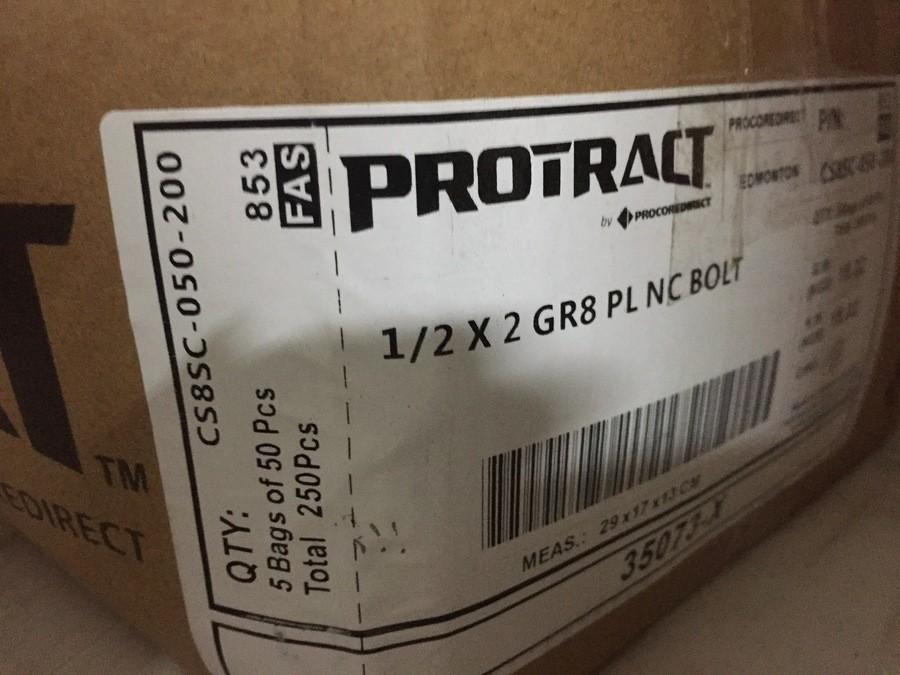 CS8SC-050-200
853
FAS
QTY:
5 Bags of 50 Pcs
Total 250Pcs
PROTRACT
by PROCOREDIRECT
1/2 X 2 GR8 PL NC BOLT
MEAS.: 29 x 17 x 13 CM
35073-X
PROCOREDIRECT
EDMONTON
P/N:
TM
EDIRECT